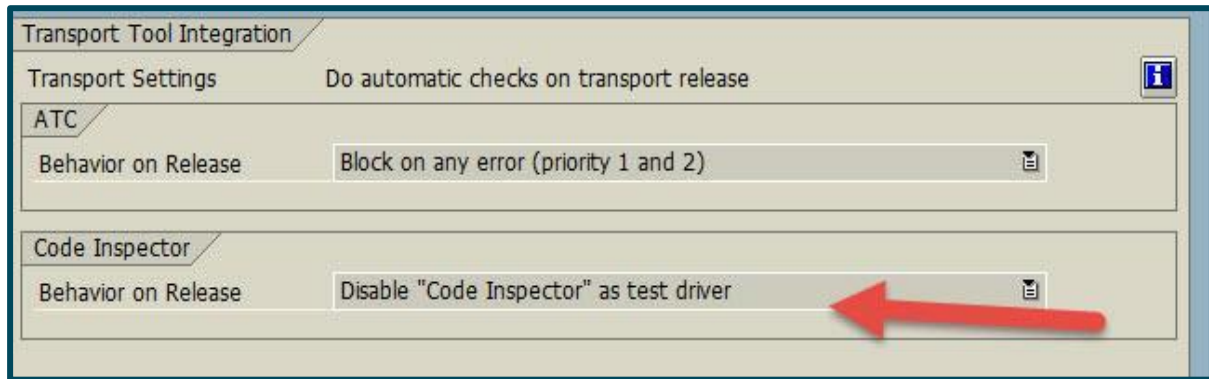 Transport Tool Integration
Transport Settings Do automatic checks on transport release
ATC
Behavior on Release Block on any error (priority 1 and 2)
Code Inspector
Behavior on Release Disable "Code Inspector" as test driver